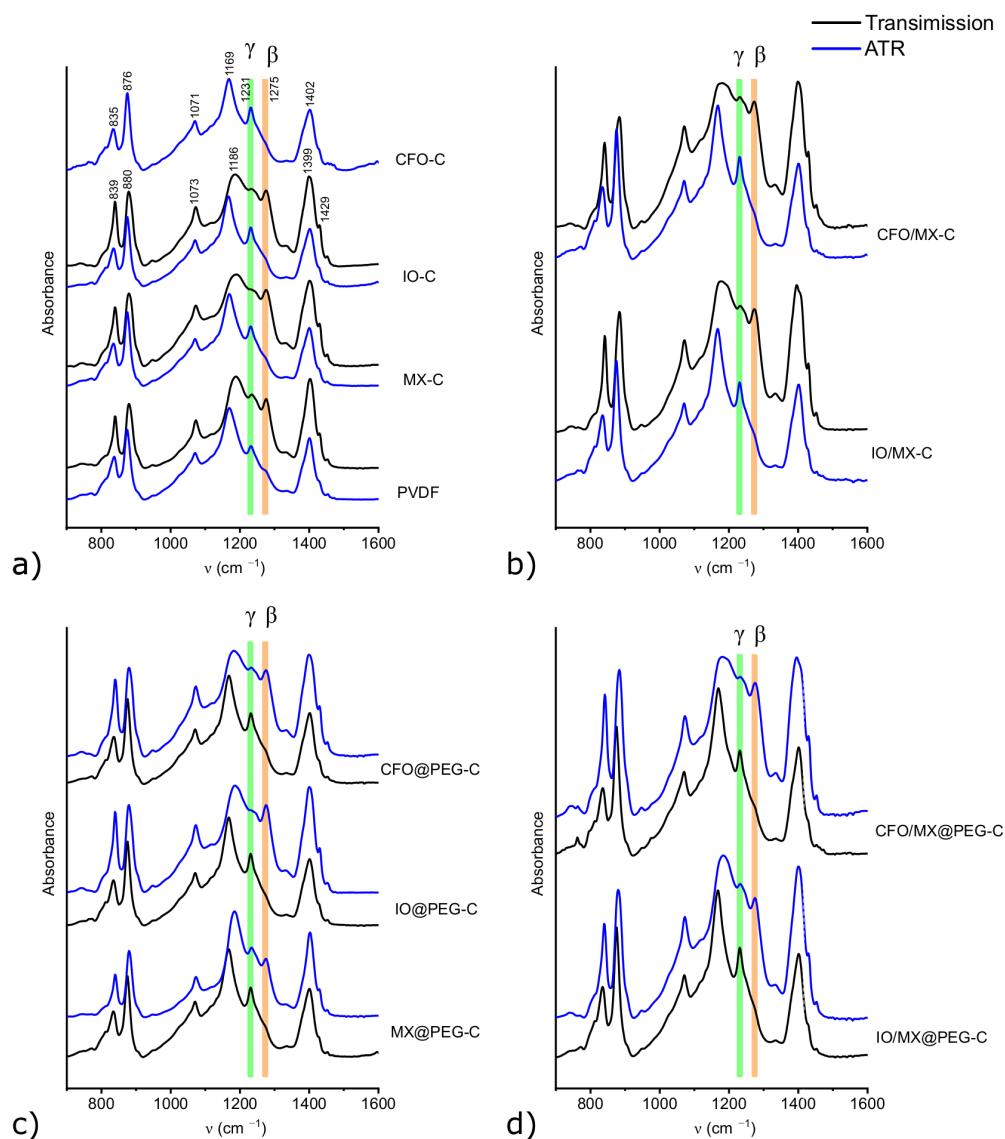 Transimission
ATR
γ β
1169
1231
1275
876
835
1071
1402
CFO-C
1186
1399
880
839
1073
1429
IO-C
MX-C
PVDF
Absorbance
800 1000 1200 1400 1600
ν (cm ⁻¹)
a)
γ β
CFO/MX-C
IO/MX-C
Absorbance
800 1000 1200 1400 1600
ν (cm ⁻¹)
b)
γ β
CFO@PEG-C
IO@PEG-C
MX@PEG-C
Absorbance
800 1000 1200 1400 1600
ν (cm ⁻¹)
c)
γ β
CFO/MX@PEG-C
IO/MX@PEG-C
Absorbance
800 1000 1200 1400 1600
ν (cm ⁻¹)
d)